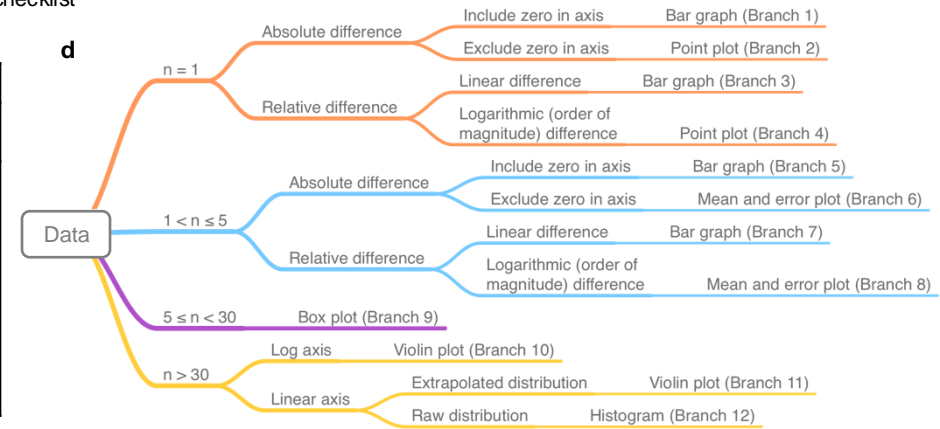 checklist
d
Data
n = 1
Absolute difference
Include zero in axis
Bar graph (Branch 1)
Exclude zero in axis
Point plot (Branch 2)
Relative difference
Linear difference
Bar graph (Branch 3)
Logarithmic (order of
magnitude) difference
Point plot (Branch 4)
1 < n ≤ 5
Absolute difference
Include zero in axis
Bar graph (Branch 5)
Exclude zero in axis
Mean and error plot (Branch 6)
Relative difference
Linear difference
Bar graph (Branch 7)
Logarithmic (order of
magnitude) difference
Mean and error plot (Branch 8)
5 ≤ n < 30
Box plot (Branch 9)
n > 30
Log axis
Violin plot (Branch 10)
Linear axis
Extrapolated distribution
Violin plot (Branch 11)
Raw distribution
Histogram (Branch 12)